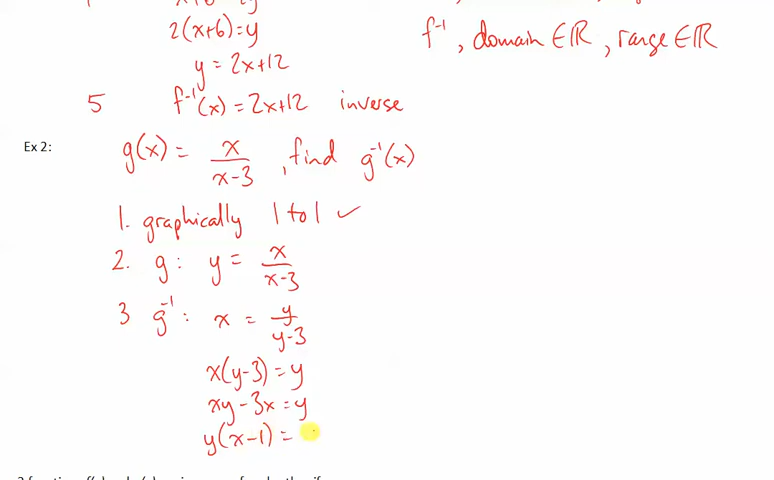 2(x+6)=y
f⁻¹, domain ∈ ℝ, range ∈ ℝ
y = 2x+12
5 f⁻¹(x) = 2x+12 inverse
Ex 2: g(x) = x/(x-3), find g⁻¹(x)
1. graphically 1 to 1 ✓
2. g: y = x/(x-3)
3 g⁻¹: x = y/(y-3)
x(y-3) = y
xy - 3x = y
y(x-1) =